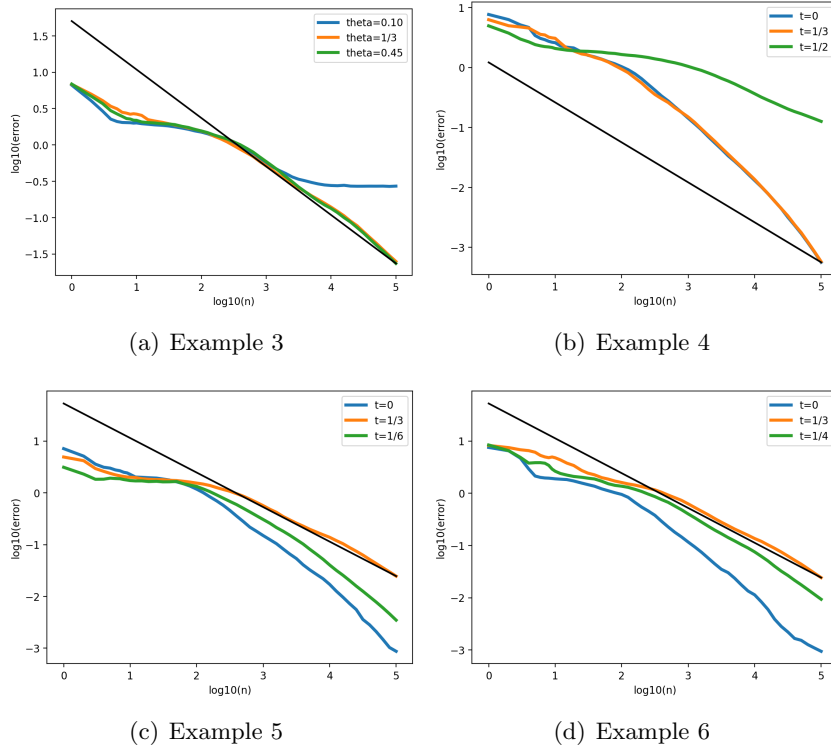 theta=0.10
theta=1/3
theta=0.45
1.5
1.0
0.5
0.0
−0.5
−1.0
−1.5
log10(error)
0 1 2 3 4 5
log10(n)
(a) Example 3
t=0
t=1/3
t=1/2
1
0
−1
−2
−3
log10(error)
0 1 2 3 4 5
log10(n)
(b) Example 4
t=0
t=1/3
t=1/6
1
0
−1
−2
−3
log10(error)
0 1 2 3 4 5
log10(n)
(c) Example 5
t=0
t=1/3
t=1/4
1
0
−1
−2
−3
log10(error)
0 1 2 3 4 5
log10(n)
(d) Example 6